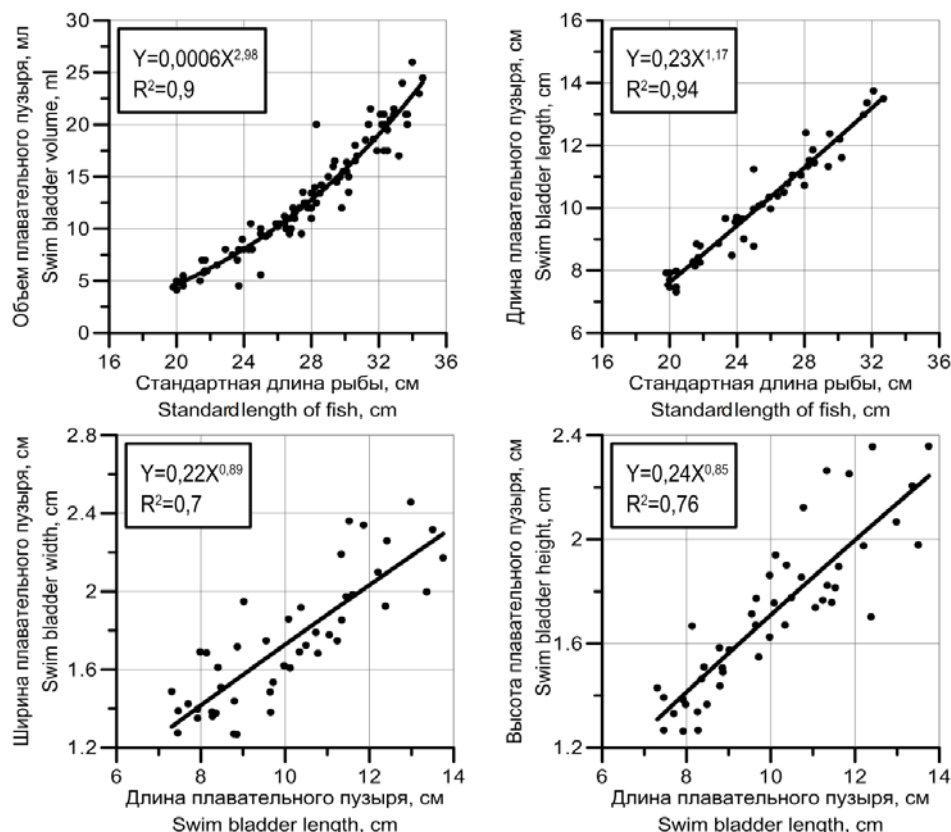 Объем плавательного пузыря, мл
Swim bladder volume, ml
30
25
20
15
10
5
0
Y=0,0006X^2,98
R²=0,9
16 20 24 28 32 36
Стандартная длина рыбы, см
Standard length of fish, cm
Длина плавательного пузыря, см
Swim bladder length, cm
16
14
12
10
8
6
Y=0,23X^1,17
R²=0,94
16 20 24 28 32 36
Стандартная длина рыбы, см
Standard length of fish, cm
Ширина плавательного пузыря, см
Swim bladder width, cm
2.8
2.4
2
1.6
1.2
Y=0,22X^0,89
R²=0,7
6 8 10 12 14
Длина плавательного пузыря, см
Swim bladder length, cm
Высота плавательного пузыря, см
Swim bladder height, cm
2.4
2
1.6
1.2
Y=0,24X^0,85
R²=0,76
6 8 10 12 14
Длина плавательного пузыря, см
Swim bladder length, cm